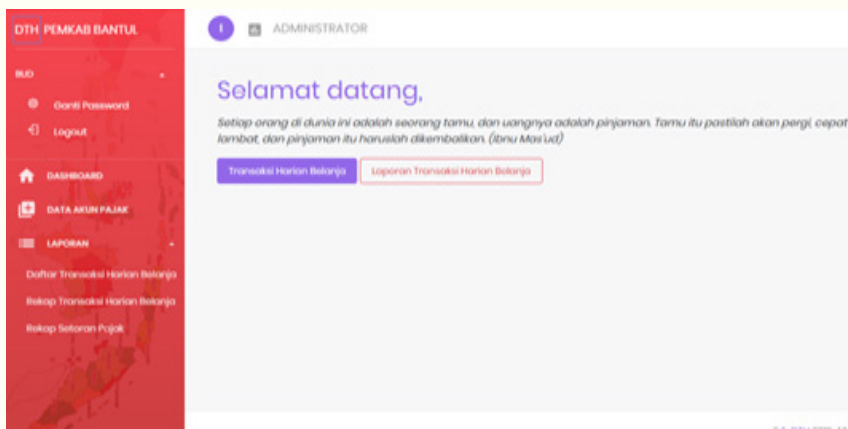 DTH PEMKAB BANTUL
I ADMINISTRATOR
BUD
Ganti Password
Logout
DASHBOARD
DATA AKUN PAJAK
LAPORAN
Daftar Transaksi Harian Belanja
Rekap Transaksi Harian Belanja
Rekap Setoran Pajak
Selamat datang,
Setiap orang di dunia ini adalah seorang tamu, dan uangnya adalah pinjaman. Tamu itu pastilah akan pergi, cepat
lambat, dan pinjaman itu haruslah dikembalikan. (Ibnu Mas'ud)
Transaksi Harian Belanja
Laporan Transaksi Harian Belanja